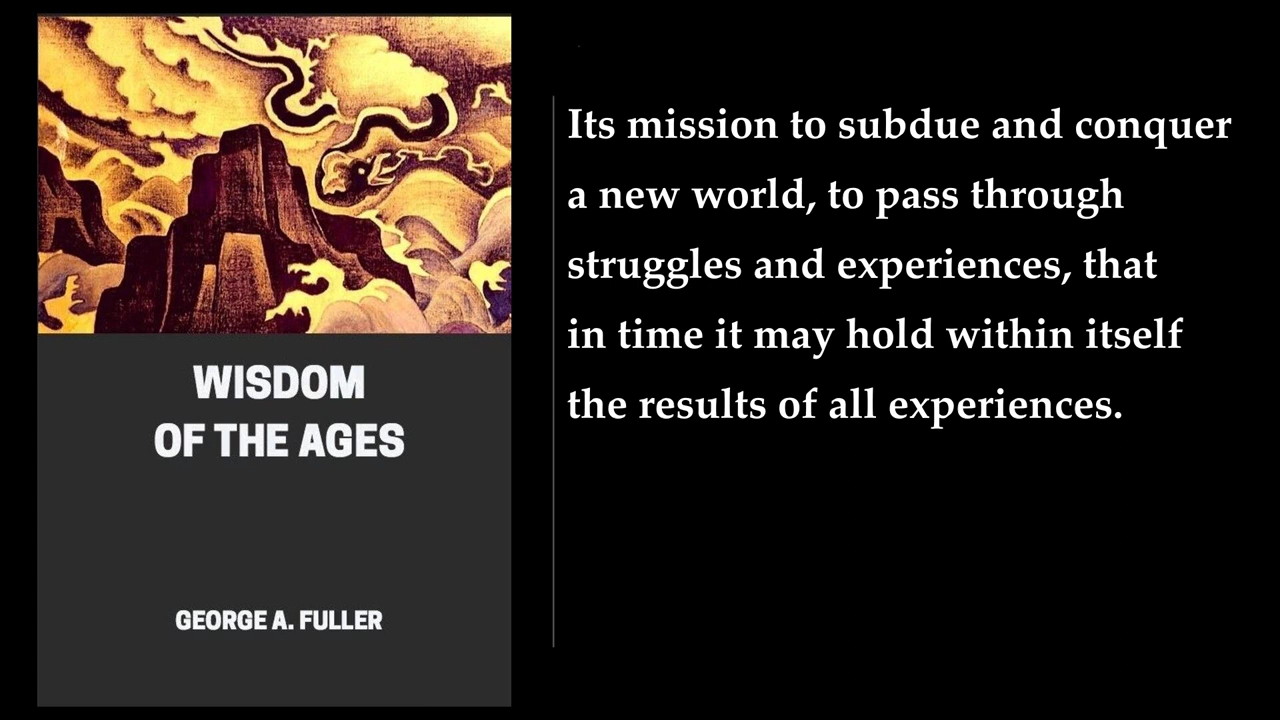 WISDOM
OF THE AGES
GEORGE A. FULLER
Its mission to subdue and conquer
a new world, to pass through
struggles and experiences, that
in time it may hold within itself
the results of all experiences.